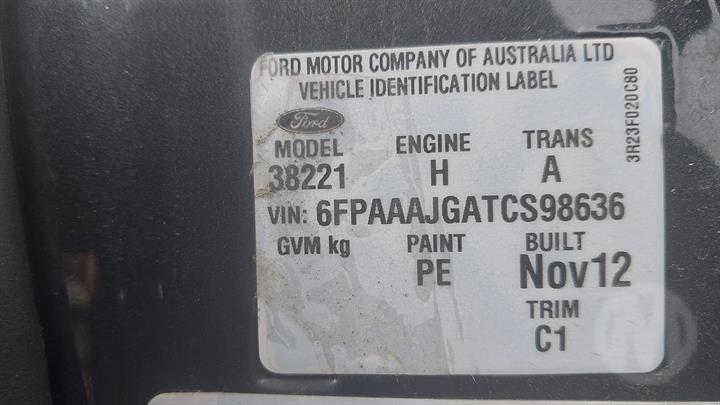 FORD MOTOR COMPANY OF AUSTRALIA LTD
VEHICLE IDENTIFICATION LABEL
Ford
MODEL ENGINE TRANS
38221 H A
VIN: 6FPAAAJGATCS98636
GVM kg PAINT BUILT
PE Nov12
TRIM
C1
3R23F020C80